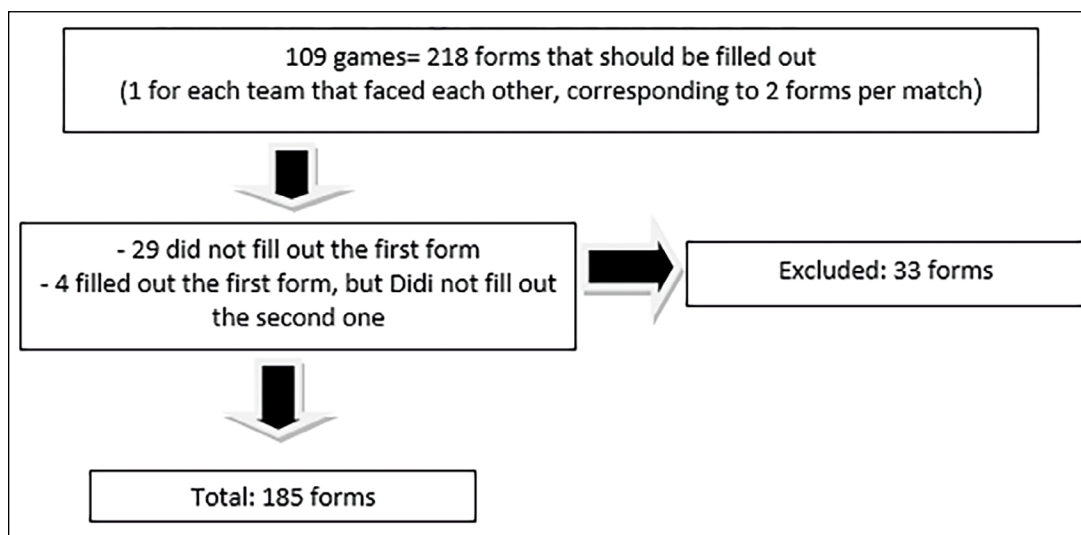 109 games= 218 forms that should be filled out
(1 for each team that faced each other, corresponding to 2 forms per match)
- 29 did not fill out the first form
- 4 filled out the first form, but Didi not fill out
the second one
Excluded: 33 forms
Total: 185 forms